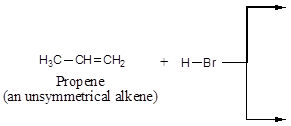 H₃C−CH=CH₂ + H−Br
Propene
(an unsymmetrical alkene)